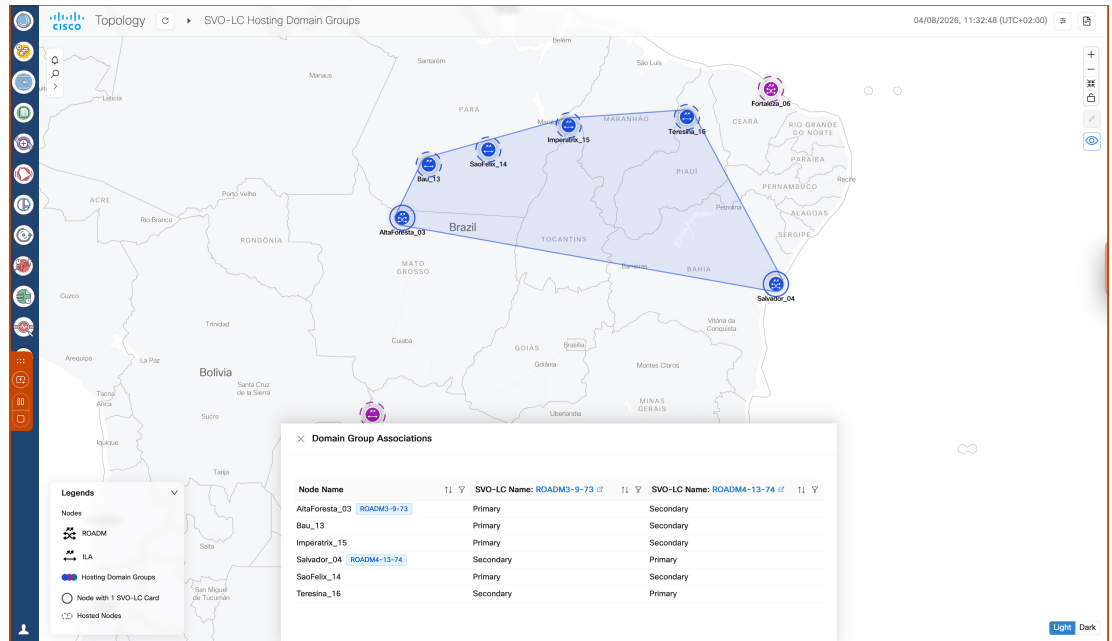 cisco Topology SVO-LC Hosting Domain Groups 04/08/2026, 11:32:48 (UTC+02:00)
Belém
Santarém
São Luís
Manaus
Leticia
Fortaleza_06
PARÁ
MARANHÃO
CEARÁ
RIO GRANDE
DO NORTE
Teresina_16
Imperatrix_15
SaoFelix_14
PARAÍBA
Bau_13
PIAUÍ
Recife
PERNAMBUCO
Porto Velho
ACRE
Petrolina
ALAGOAS
Rio Branco
Brazil
AltaForesta_03
SERGIPE
RONDÔNIA
TOCANTINS
MATO
GROSSO
Barreiras
BAHIA
Cuzco
Salvador_04
Trinidad
Vitória da
Conquista
Cuiabá
GOIÁS
Brasília
Arequipa
La Paz
Goiânia
Montes Claros
Bolivia
Santa Cruz
de la Sierra
Tacna
Arica
MINAS
GERAIS
Sucre
Uberlandia
Iquique
Tarija
Salta
San Miguel
de Tucumán
Domain Group Associations
Node Name SVO-LC Name: ROADM3-9-73 SVO-LC Name: ROADM4-13-74
AltaForesta_03 ROADM3-9-73 Primary Secondary
Bau_13 Primary Secondary
Imperatrix_15 Primary Secondary
Salvador_04 ROADM4-13-74 Secondary Primary
SaoFelix_14 Primary Secondary
Teresina_16 Secondary Primary
Legends
Nodes
ROADM
ILA
Hosting Domain Groups
Node with 1 SVO-LC Card
Hosted Nodes
Light Dark